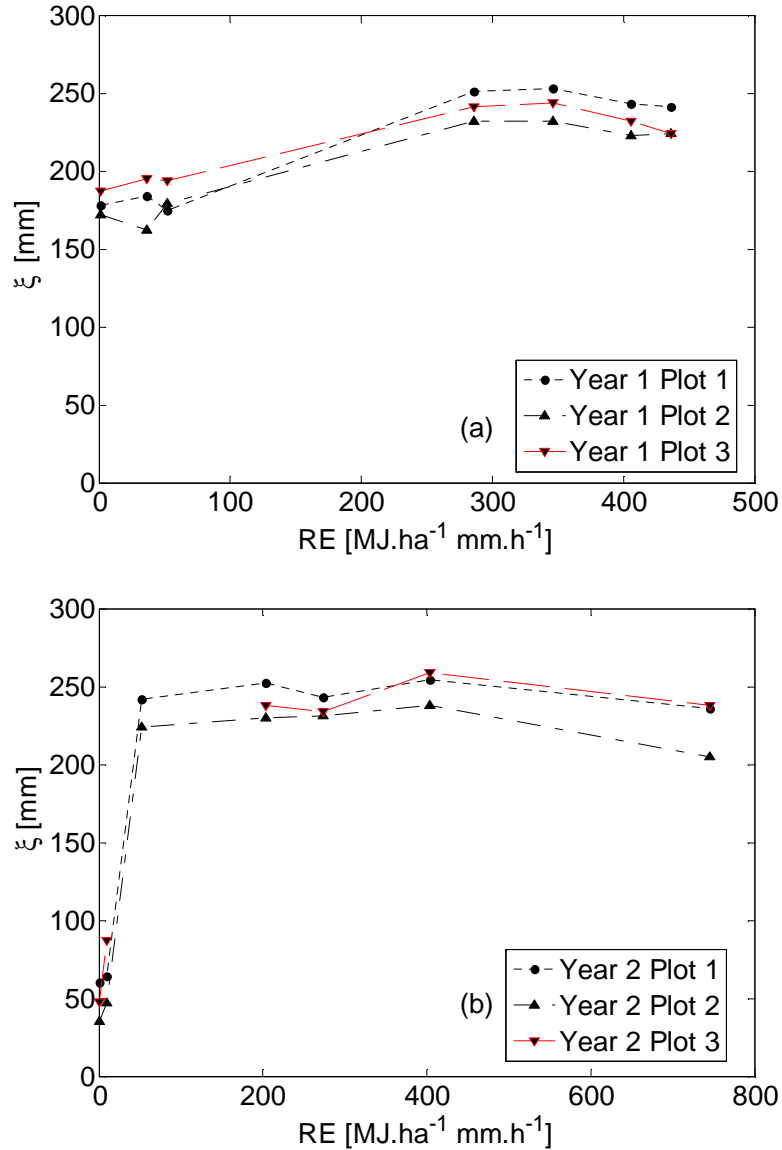 300
250
200
150
100
50
0
ξ [mm]
Year 1 Plot 1
Year 1 Plot 2
Year 1 Plot 3
(a)
0 100 200 300 400 500
RE [MJ.ha⁻¹ mm.h⁻¹]
300
250
200
150
100
50
0
ξ [mm]
Year 2 Plot 1
Year 2 Plot 2
Year 2 Plot 3
(b)
0 200 400 600 800
RE [MJ.ha⁻¹ mm.h⁻¹]